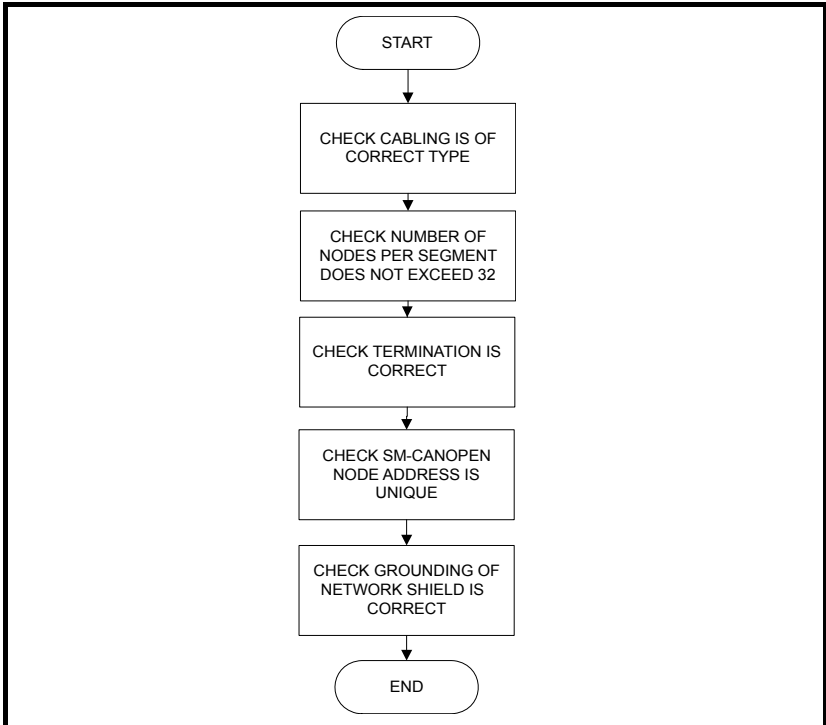 START
CHECK CABLING IS OF
CORRECT TYPE
CHECK NUMBER OF
NODES PER SEGMENT
DOES NOT EXCEED 32
CHECK TERMINATION IS
CORRECT
CHECK SM-CANOPEN
NODE ADDRESS IS
UNIQUE
CHECK GROUNDING OF
NETWORK SHIELD IS
CORRECT
END